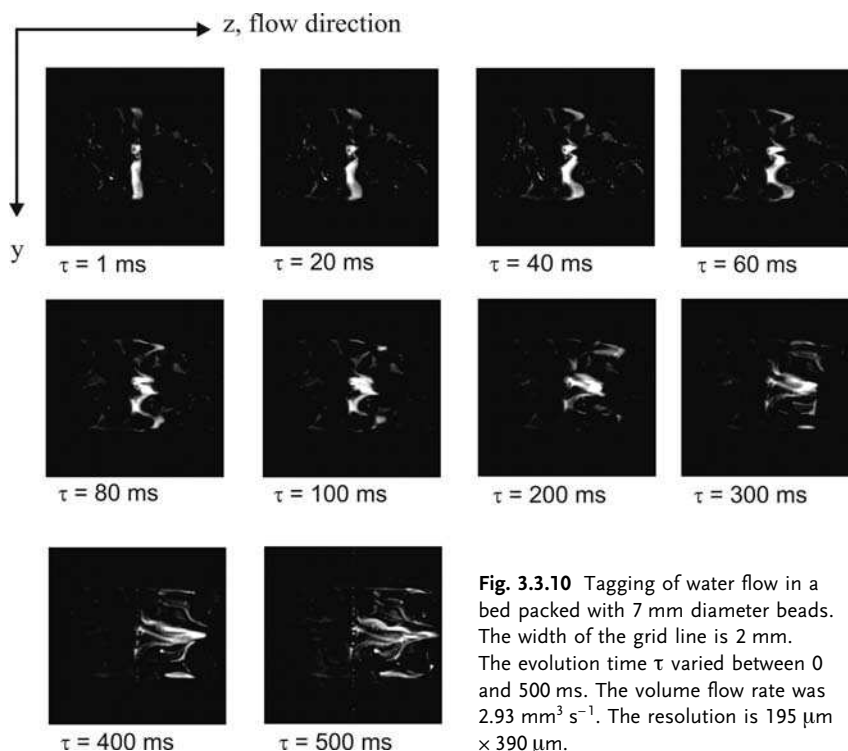 z, flow direction
y
τ = 1 ms
τ = 20 ms
τ = 40 ms
τ = 60 ms
τ = 80 ms
τ = 100 ms
τ = 200 ms
τ = 300 ms
τ = 400 ms
τ = 500 ms
Fig. 3.3.10 Tagging of water flow in a
bed packed with 7 mm diameter beads.
The width of the grid line is 2 mm.
The evolution time τ varied between 0
and 500 ms. The volume flow rate was
2.93 mm³ s⁻¹. The resolution is 195 μm
× 390 μm.